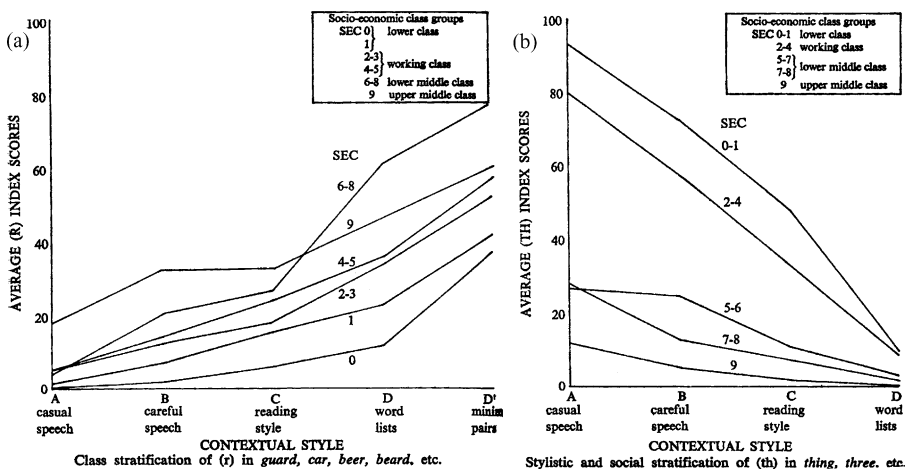 (a)
Socio-economic class groups
SEC 0} lower class
1}
2-3} working class
4-5}
6-8 lower middle class
9 upper middle class
AVERAGE (R) INDEX SCORES
100
80
60
40
20
0
SEC
6-8
9
4-5
2-3
1
0
A B C D D'
casual careful reading word minimal
speech speech style lists pairs
CONTEXTUAL STYLE
Class stratification of (r) in guard, car, beer, beard, etc.
(b)
Socio-economic class groups
SEC 0-1 lower class
2-4 working class
5-7} lower middle class
7-8}
9 upper middle class
AVERAGE (TH) INDEX SCORES
100
80
60
40
20
0
SEC
0-1
2-4
5-6
7-8
9
A B C D
casual careful reading word
speech speech style lists
CONTEXTUAL STYLE
Stylistic and social stratification of (th) in thing, three, etc.